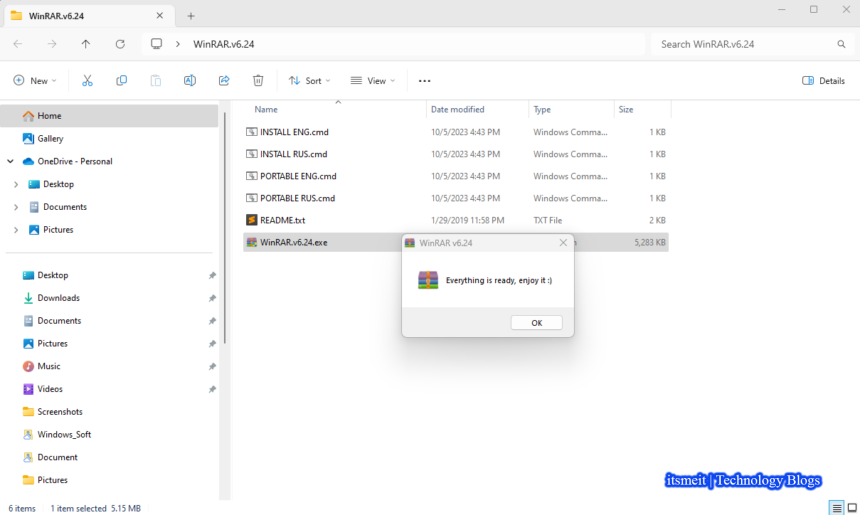 WinRAR.v6.24
WinRAR.v6.24
Search WinRAR.v6.24
New
Sort
View
Details
Home
Gallery
OneDrive - Personal
Desktop
Documents
Pictures
Desktop
Downloads
Documents
Pictures
Music
Videos
Screenshots
Windows_Soft
Document
Pictures
Name Date modified Type Size
INSTALL ENG.cmd 10/5/2023 4:43 PM Windows Comma... 1 KB
INSTALL RUS.cmd 10/5/2023 4:43 PM Windows Comma... 1 KB
PORTABLE ENG.cmd 10/5/2023 4:43 PM Windows Comma... 1 KB
PORTABLE RUS.cmd 10/5/2023 4:43 PM Windows Comma... 1 KB
README.txt 1/29/2019 11:58 PM TXT File 2 KB
WinRAR.v6.24.exe 5,283 KB
WinRAR v6.24
Everything is ready, enjoy it :)
OK
itsmeit | Technology Blogs
6 items 1 item selected 5.15 MB